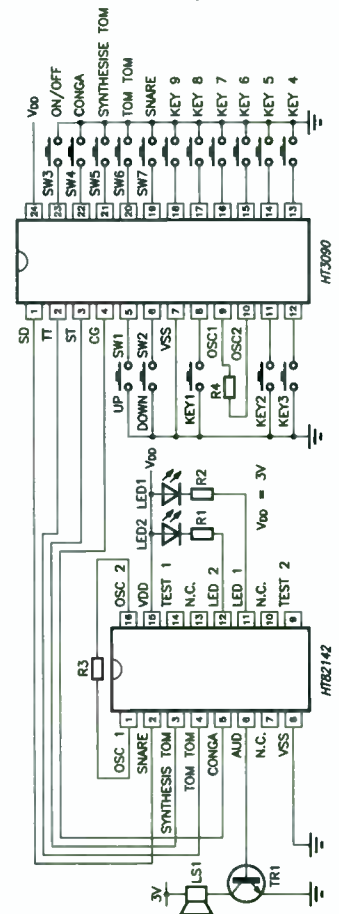 VDD
ON/OFF
CONGA
SYNTHESISE TOM
TOM TOM
SNARE
KEY 9
KEY 8
KEY 7
KEY 6
KEY 5
KEY 4
SW3
SW4
SW5
SW6
SW7
24
23
22
21
20
19
18
17
16
15
14
13
HT3090
1
2
3
4
5
6
7
8
9
10
11
12
SD
TT
ST
CG
SW1
SW2
VSS
OSC1
OSC2
UP
DOWN
KEY1
R4
KEY2
KEY3
VDD
LED1
LED2
R2
R1
VDD = 3V
OSC 2
VDD
TEST 1
N.C.
LED 2
LED 1
N.C.
TEST 2
16
15
14
13
12
11
10
9
R3
HT82142
1
2
3
4
5
6
7
8
OSC 1
SNARE
SYNTHESIS TOM
TOM TOM
CONGA
AUD
N.C.
VSS
3V
LS1
TR1